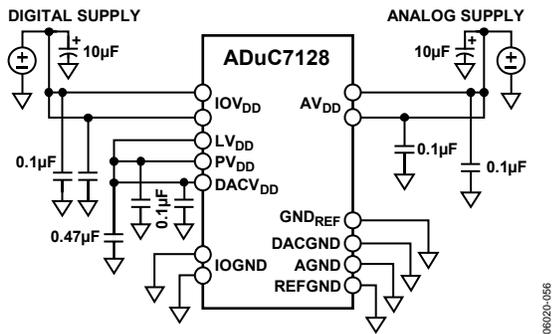 DIGITAL SUPPLY
ANALOG SUPPLY
+
10µF
+
10µF
ADuC7128
IOVDD
AVDD
LVDD
PVDD
DACVDD
0.1µF
0.1µF
0.47µF
0.1µF
0.1µF
GNDREF
DACGND
AGND
REFGND
IOGND
06020-056